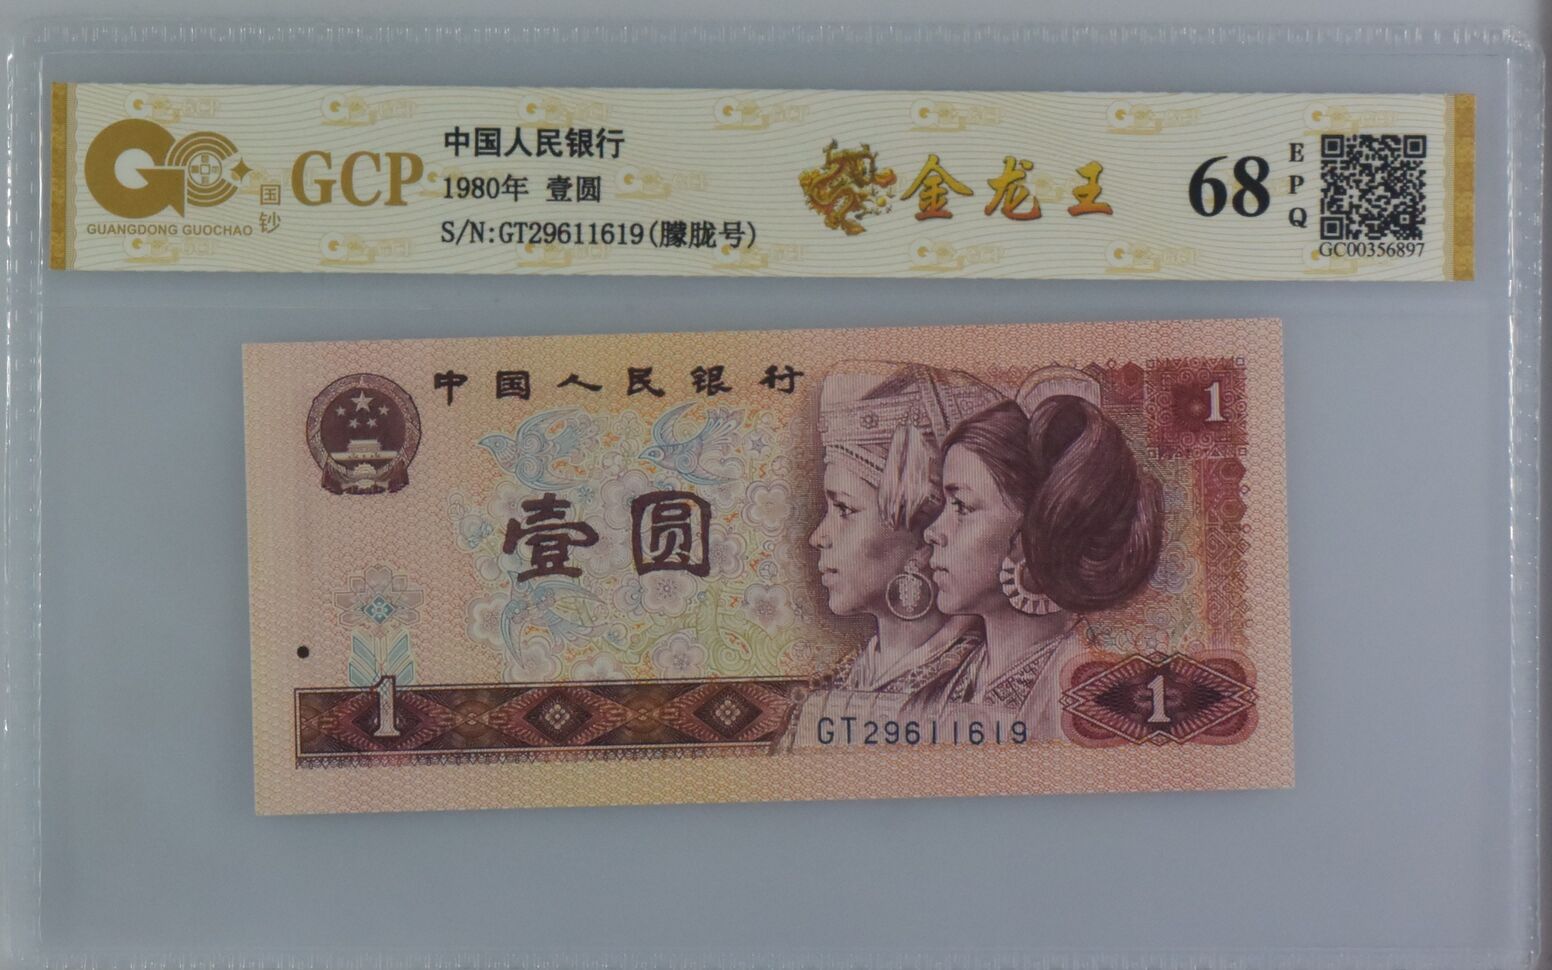 GUANGDONG GUOCHAO
国钞
GCP
中国人民银行
1980年 壹圆
S/N:GT29611619(朦胧号)
金龙王
68
EPQ
GC00356897
中国人民银行
1
壹圆
1
GT29611619
1